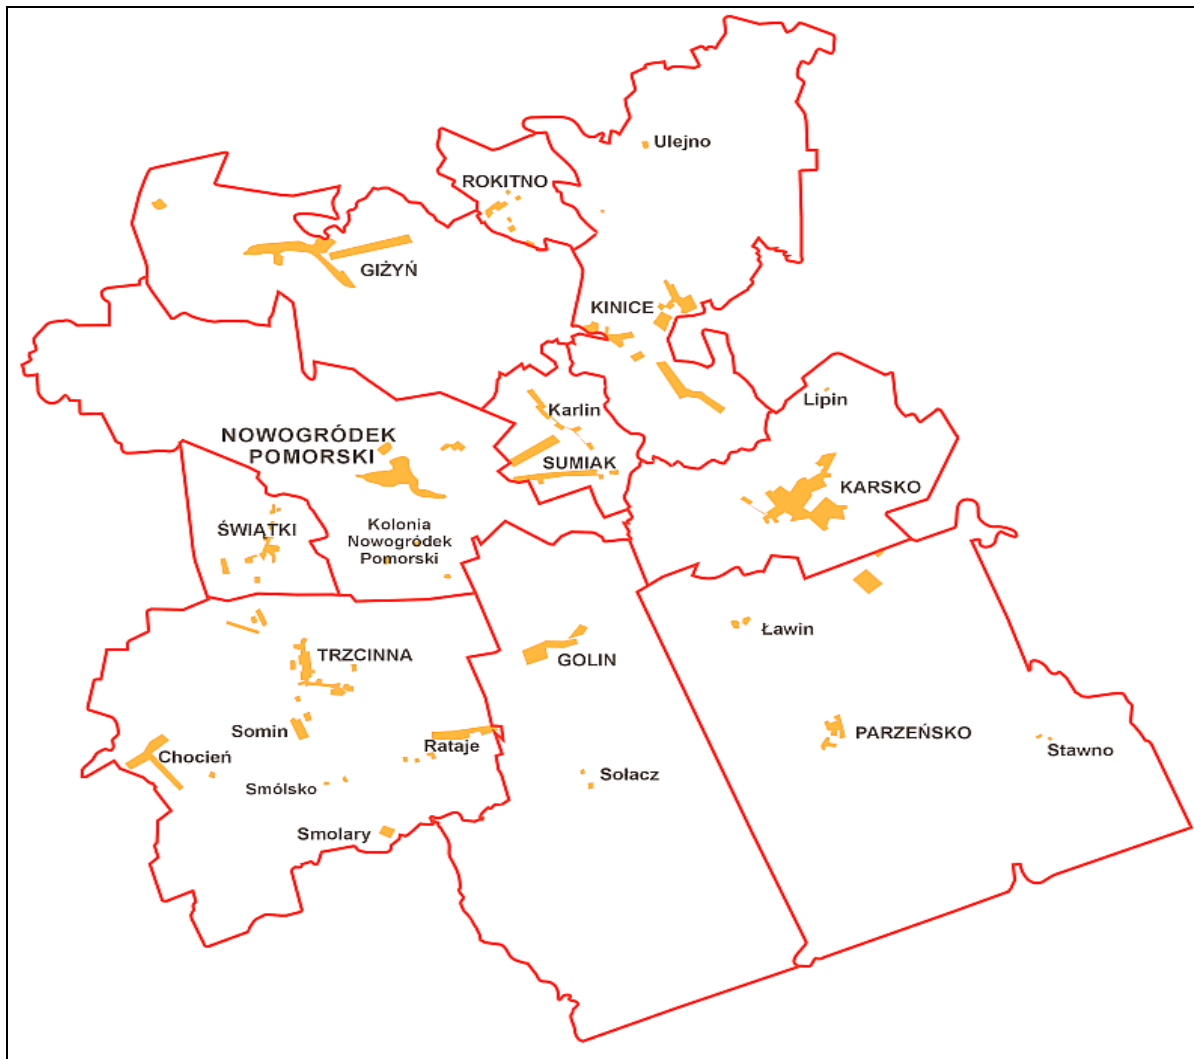 Ulejno
ROKITNO
GIŻYŃ
KINICE
Lipin
Karlin
NOWOGRÓDEK
POMORSKI
SUMIAK
KARSKO
ŚWIĄTKI
Kolonia
Nowogródek
Pomorski
Ławin
TRZCINNA
GOLIN
Somin
Rataje
PARZEŃSKO
Stawno
Chocień
Smólsko
Solacz
Smolary